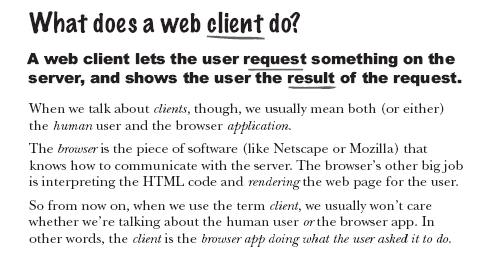 What does a web client do?
A web client lets the user request something on the
server, and shows the user the result of the request.
When we talk about clients, though, we usually mean both (or either)
the human user and the browser application.
The browser is the piece of software (like Netscape or Mozilla) that
knows how to communicate with the server. The browser's other big job
is interpreting the HTML code and rendering the web page for the user.
So from now on, when we use the term client, we usually won't care
whether we're talking about the human user or the browser app. In
other words, the client is the browser app doing what the user asked it to do.